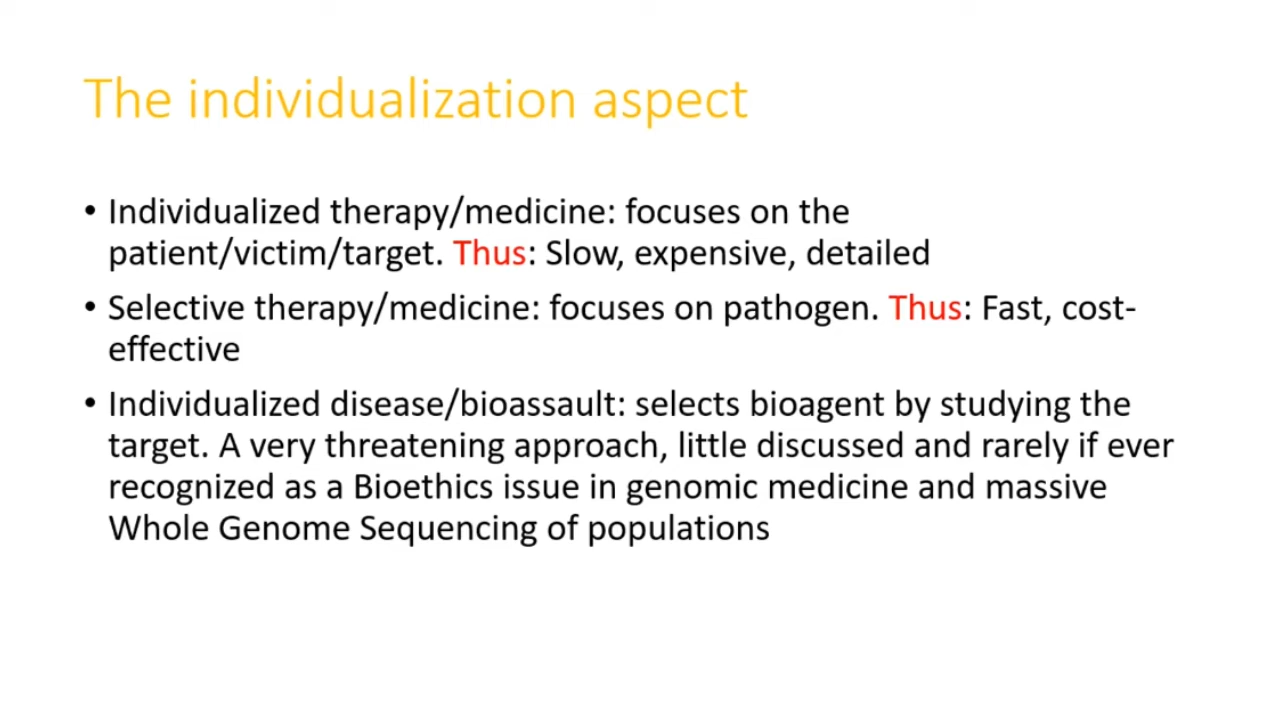 The individualization aspect
• Individualized therapy/medicine: focuses on the
patient/victim/target. Thus: Slow, expensive, detailed
• Selective therapy/medicine: focuses on pathogen. Thus: Fast, cost-
effective
• Individualized disease/bioassault: selects bioagent by studying the
target. A very threatening approach, little discussed and rarely if ever
recognized as a Bioethics issue in genomic medicine and massive
Whole Genome Sequencing of populations